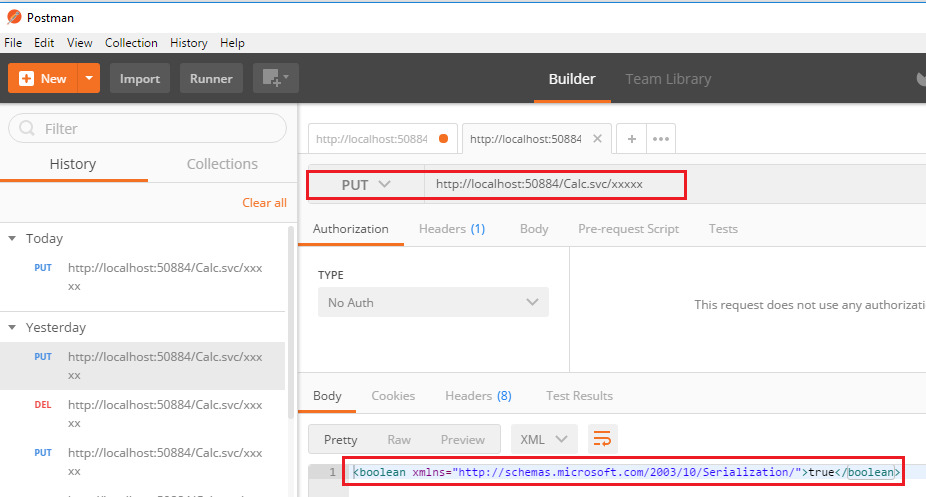 Postman
File Edit View Collection History Help
New Import Runner Builder Team Library
Filter
History Collections
Clear all
Today
PUT http://localhost:50884/Calc.svc/xxx
xx
Yesterday
PUT http://localhost:50884/Calc.svc/xxx
xx
DEL http://localhost:50884/Calc.svc/xxx
xx
PUT http://localhost:50884/Calc.svc/xxx
xx
http://localhost:50884 http://localhost:50884
PUT http://localhost:50884/Calc.svc/xxxxx
Authorization Headers (1) Body Pre-request Script Tests
TYPE
No Auth
This request does not use any authorizati
Body Cookies Headers (8) Test Results
Pretty Raw Preview XML
1 <boolean xmlns="http://schemas.microsoft.com/2003/10/Serialization/">true</boolean>